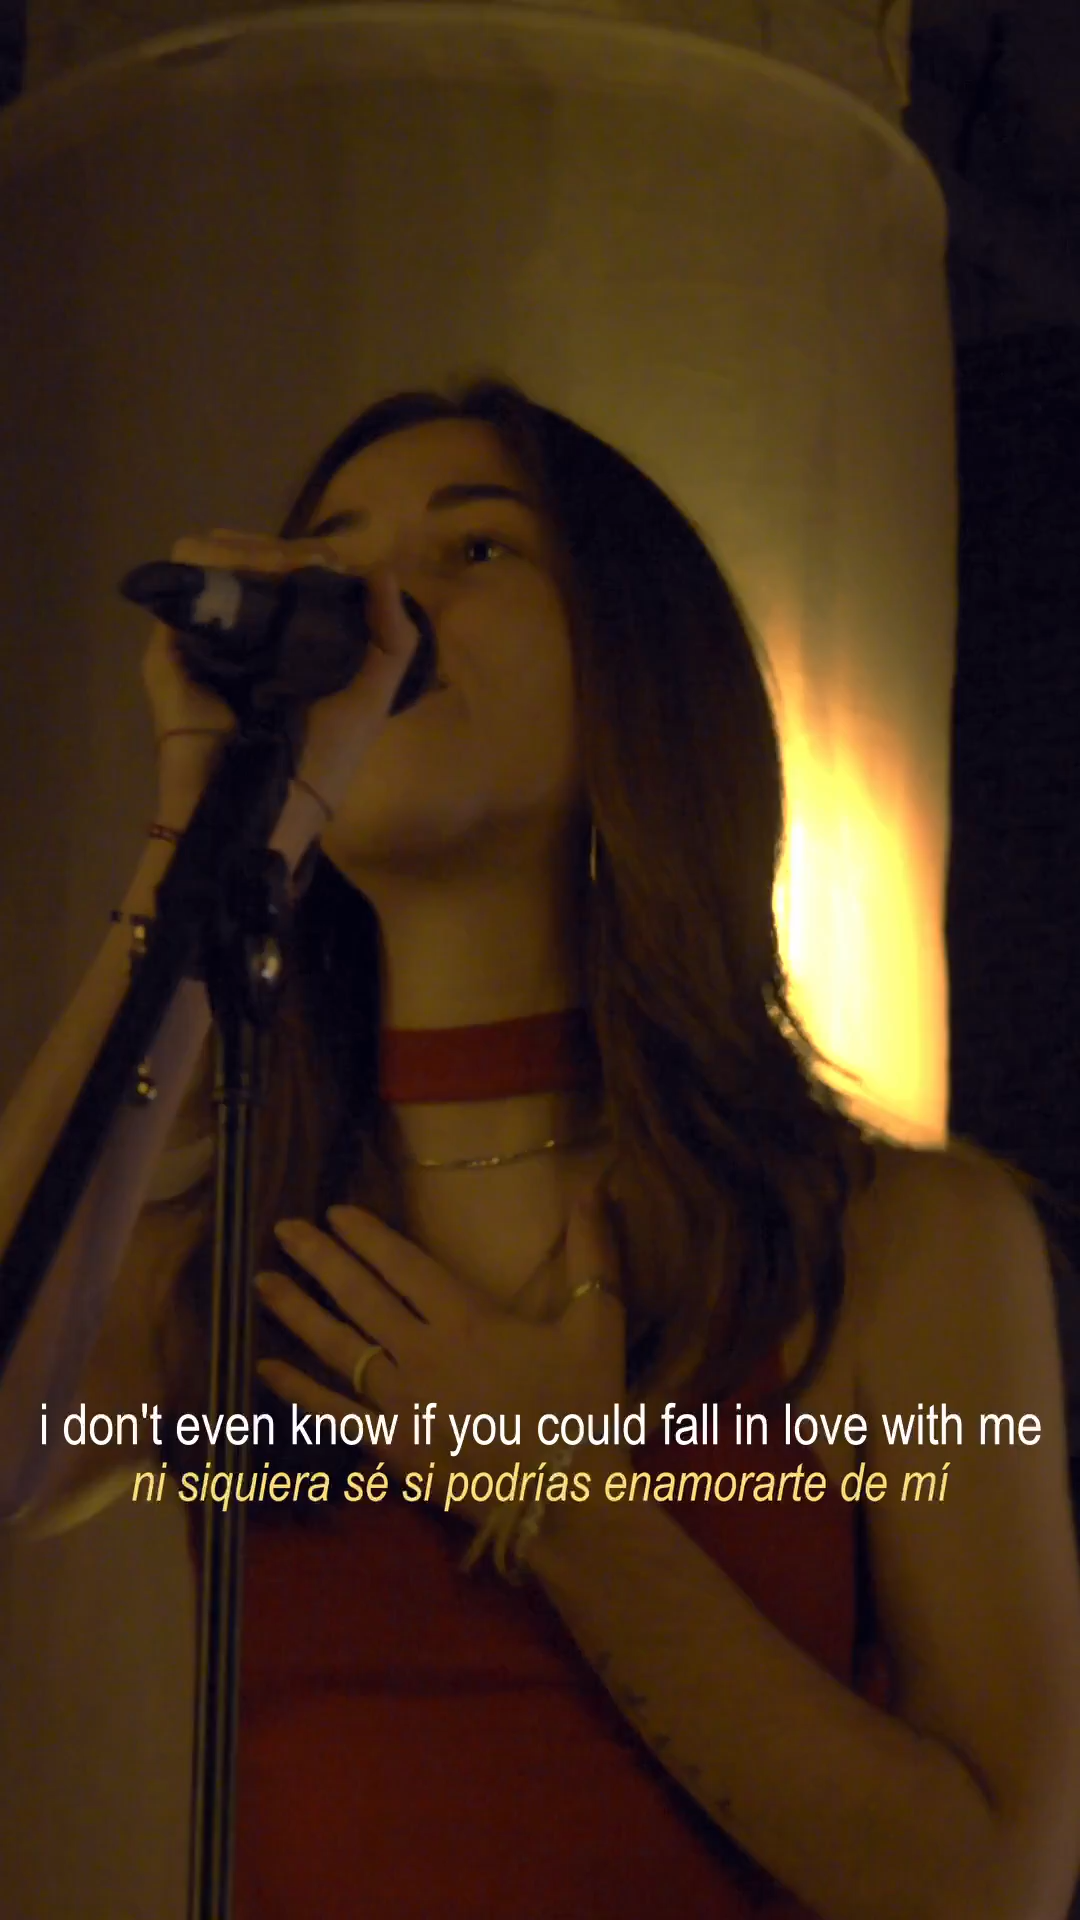 i don't even know if you could fall in love with me
ni siquiera sé si podrías enamorarte de mí